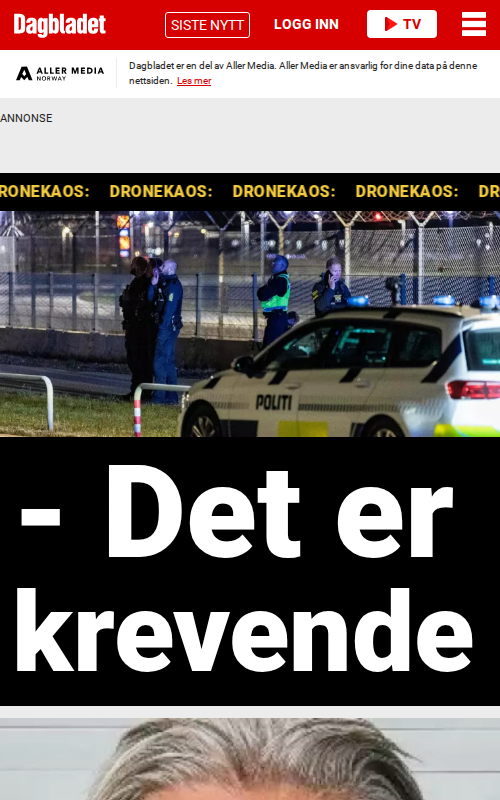 Dagbladet
SISTE NYTT
LOGG INN
TV
ALLER MEDIA
NORWAY
Dagbladet er en del av Aller Media. Aller Media er ansvarlig for dine data på denne
nettsiden. Les mer
ANNONSE
RONEKAOS: DRONEKAOS: DRONEKAOS: DRONEKAOS: DR
POLITI
- Det er
krevende